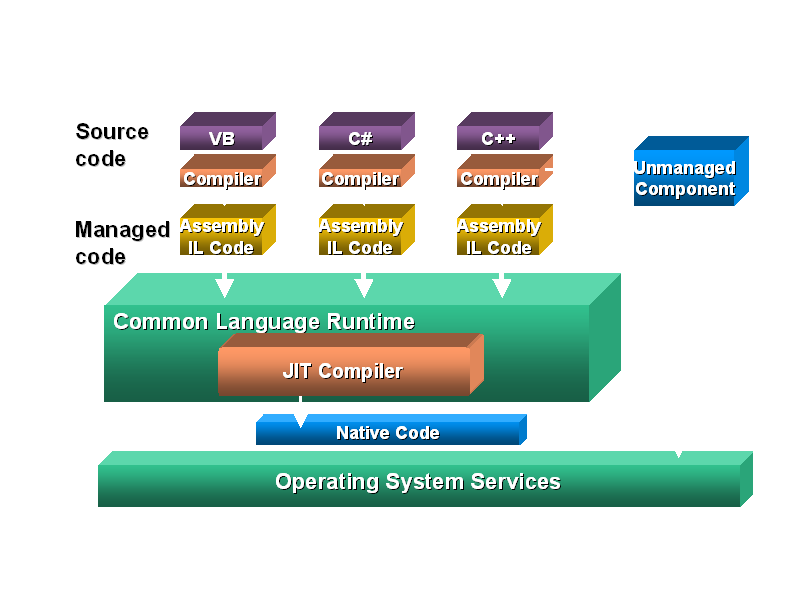 Source
code
VB
C#
C++
Compiler
Compiler
Compiler
Unmanaged
Component
Managed
code
Assembly
IL Code
Assembly
IL Code
Assembly
IL Code
Common Language Runtime
JIT Compiler
Native Code
Operating System Services